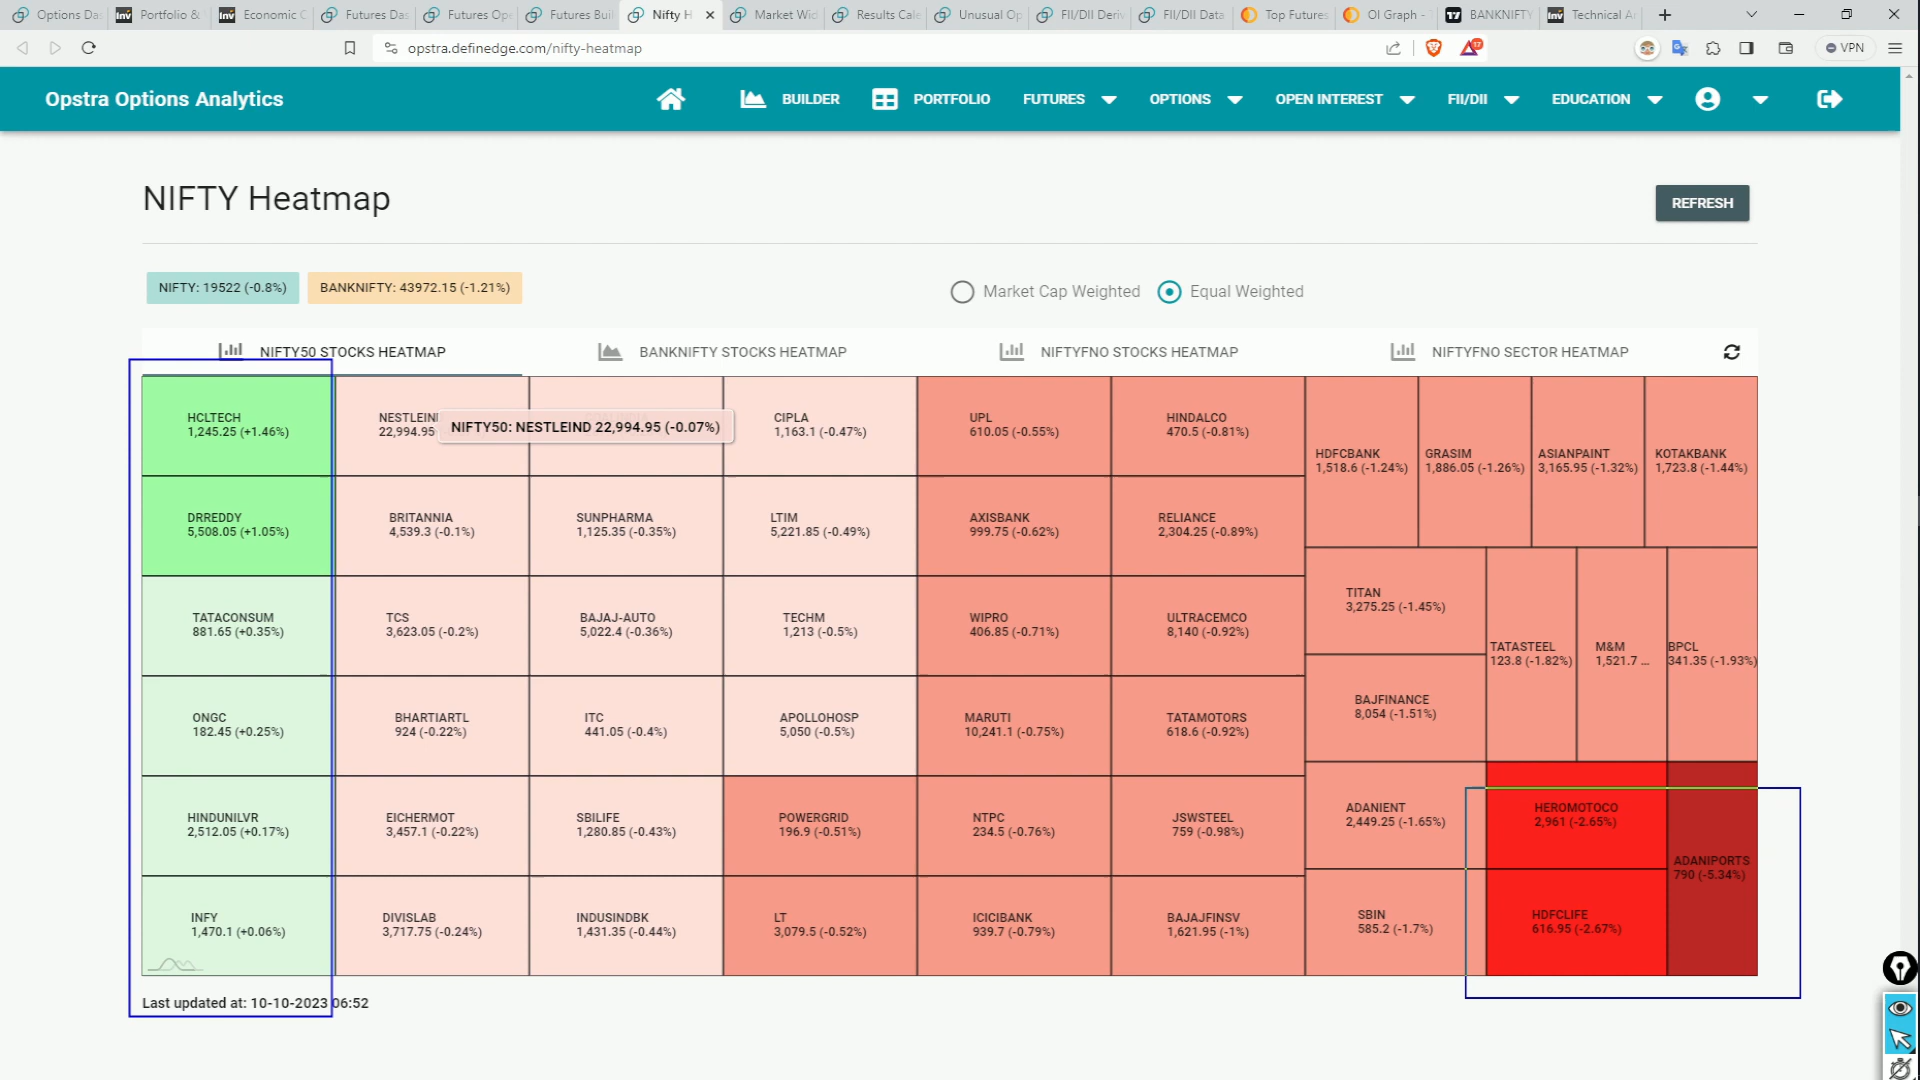 Options Da
Portfolio &
Economic C
Futures Das
Futures Ope
Futures Buil
Nifty H
Market Wid
Results Cale
Unusual Op
FII/DII Deriv
FII/DII Data
Top Futures
OI Graph -
BANKNIFTY
Technical An
opstra.definedge.com/nifty-heatmap
17
VPN
Opstra Options Analytics
BUILDER
PORTFOLIO
FUTURES
OPTIONS
OPEN INTEREST
FII/DII
EDUCATION
NIFTY Heatmap
REFRESH
NIFTY: 19522 (-0.8%)
BANKNIFTY: 43972.15 (-1.21%)
Market Cap Weighted
Equal Weighted
NIFTY50 STOCKS HEATMAP
BANKNIFTY STOCKS HEATMAP
NIFTYFNO STOCKS HEATMAP
NIFTYFNO SECTOR HEATMAP
HCLTECH
1,245.25 (+1.46%)
NESTLEIN
22,994.95
NIFTY50: NESTLEIND 22,994.95 (-0.07%)
CIPLA
1,163.1 (-0.47%)
UPL
610.05 (-0.55%)
HINDALCO
470.5 (-0.81%)
HDFCBANK
1,518.6 (-1.24%)
GRASIM
1,886.05 (-1.26%)
ASIANPAINT
3,165.95 (-1.32%)
KOTAKBANK
1,723.8 (-1.44%)
DRREDDY
5,508.05 (+1.05%)
BRITANNIA
4,539.3 (-0.1%)
SUNPHARMA
1,125.35 (-0.35%)
LTIM
5,221.85 (-0.49%)
AXISBANK
999.75 (-0.62%)
RELIANCE
2,304.25 (-0.89%)
TATACONSUM
881.65 (+0.35%)
TCS
3,623.05 (-0.2%)
BAJAJ-AUTO
5,022.4 (-0.36%)
TECHM
1,213 (-0.5%)
WIPRO
406.85 (-0.71%)
ULTRACEMCO
8,140 (-0.92%)
TITAN
3,275.25 (-1.45%)
TATASTEEL
123.8 (-1.82%)
M&M
1,521.7 ...
BPCL
341.35 (-1.93%)
ONGC
182.45 (+0.25%)
BHARTIARTL
924 (-0.22%)
ITC
441.05 (-0.4%)
APOLLOHOSP
5,050 (-0.5%)
MARUTI
10,241.1 (-0.75%)
TATAMOTORS
618.6 (-0.92%)
BAJFINANCE
8,054 (-1.51%)
HINDUNILVR
2,512.05 (+0.17%)
EICHERMOT
3,457.1 (-0.22%)
SBILIFE
1,280.85 (-0.43%)
POWERGRID
196.9 (-0.51%)
NTPC
234.5 (-0.76%)
JSWSTEEL
759 (-0.98%)
ADANIENT
2,449.25 (-1.65%)
HEROMOTOCO
2,961 (-2.65%)
ADANIPORTS
790 (-5.34%)
INFY
1,470.1 (+0.06%)
DIVISLAB
3,717.75 (-0.24%)
INDUSINDBK
1,431.35 (-0.44%)
LT
3,079.5 (-0.52%)
ICICIBANK
939.7 (-0.79%)
BAJAJFINSV
1,621.95 (-1%)
SBIN
585.2 (-1.7%)
HDFCLIFE
616.95 (-2.67%)
Last updated at: 10-10-2023 06:52